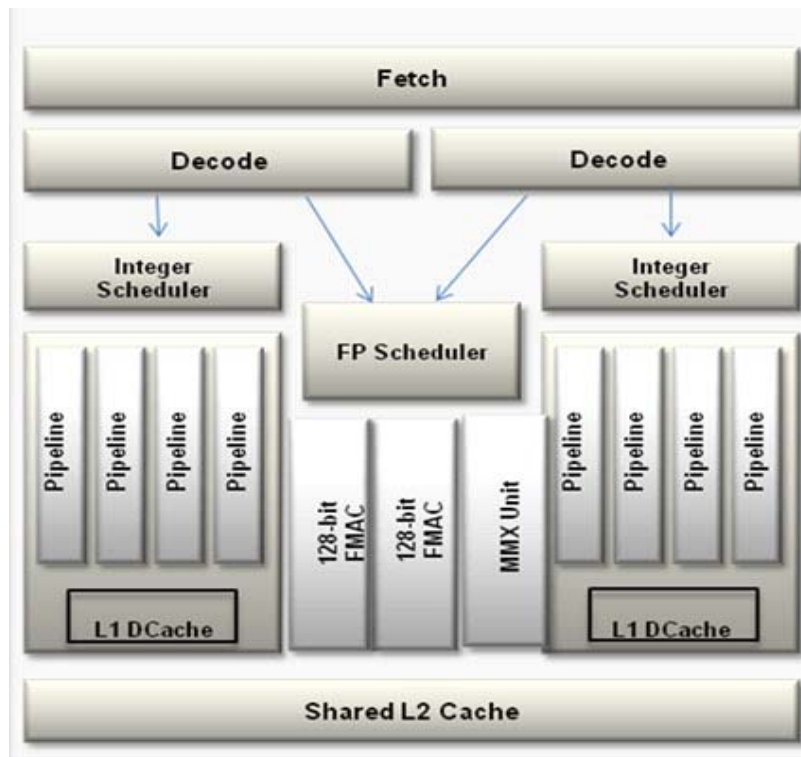 Fetch
Decode
Decode
Integer
Scheduler
Integer
Scheduler
FP Scheduler
Pipeline
Pipeline
Pipeline
Pipeline
128-bit
FMAC
128-bit
FMAC
MMX Unit
Pipeline
Pipeline
Pipeline
Pipeline
L1 DCache
L1 DCache
Shared L2 Cache